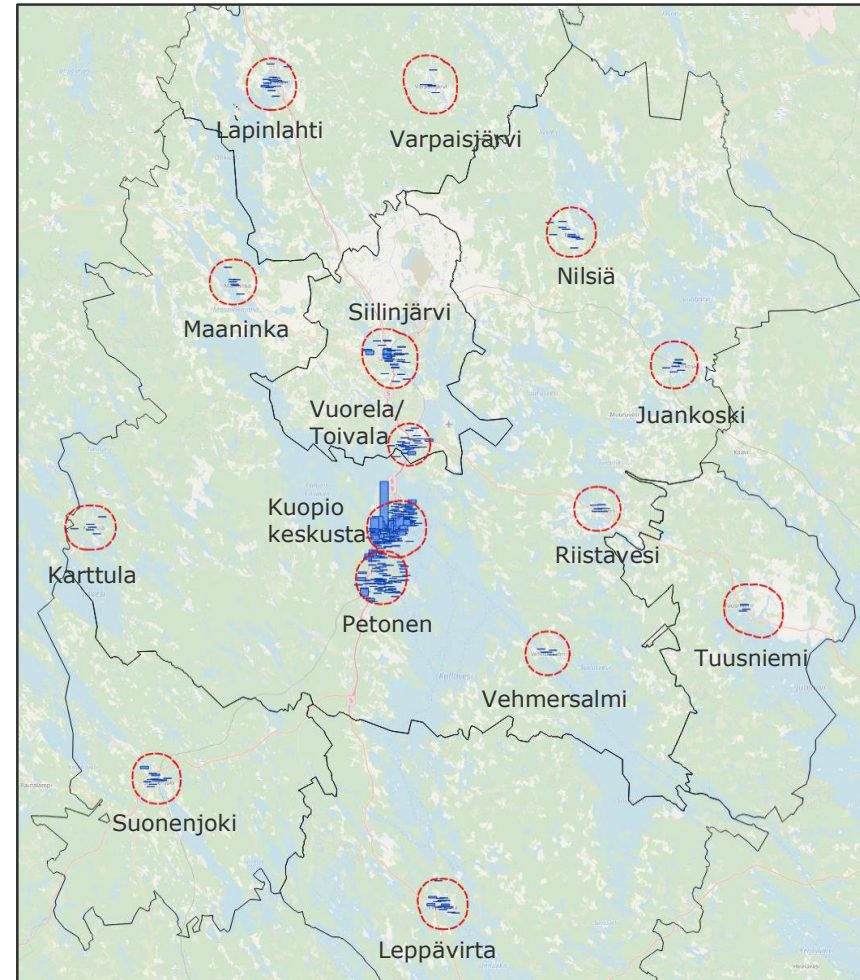 Lapinlahti
Varpaisjärvi
Nilsiä
Maaninka
Siilinjärvi
Juankoski
Vuorela/
Toivala
Kuopio
keskusta
Riistavesi
Karttula
Petonen
Tuusniemi
Vehmersalmi
Suonenjoki
Leppävirta